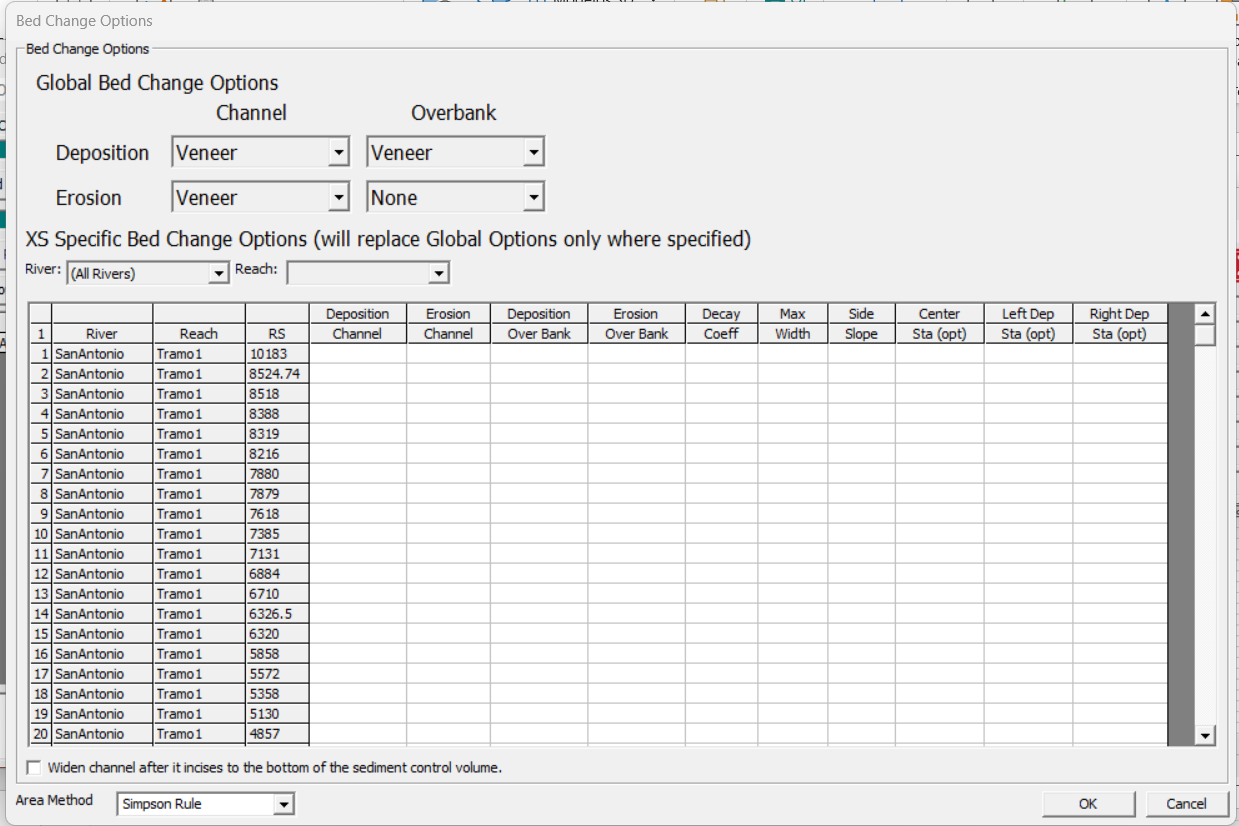 Bed Change Options
Bed Change Options
Global Bed Change Options
Channel Overbank
Deposition Veneer Veneer
Erosion Veneer None
XS Specific Bed Change Options (will replace Global Options only where specified)
River: (All Rivers) Reach:
Deposition Erosion Deposition Erosion Decay Max Side Center Left Dep Right Dep
1 River Reach RS Channel Channel Over Bank Over Bank Coeff Width Slope Sta (opt) Sta (opt) Sta (opt)
1 SanAntonio Tramo1 10183
2 SanAntonio Tramo1 8524.74
3 SanAntonio Tramo1 8518
4 SanAntonio Tramo1 8388
5 SanAntonio Tramo1 8319
6 SanAntonio Tramo1 8216
7 SanAntonio Tramo1 7880
8 SanAntonio Tramo1 7879
9 SanAntonio Tramo1 7618
10 SanAntonio Tramo1 7385
11 SanAntonio Tramo1 7131
12 SanAntonio Tramo1 6884
13 SanAntonio Tramo1 6710
14 SanAntonio Tramo1 6326.5
15 SanAntonio Tramo1 6320
16 SanAntonio Tramo1 5858
17 SanAntonio Tramo1 5572
18 SanAntonio Tramo1 5358
19 SanAntonio Tramo1 5130
20 SanAntonio Tramo1 4857
Widen channel after it incises to the bottom of the sediment control volume.
Area Method Simpson Rule OK Cancel